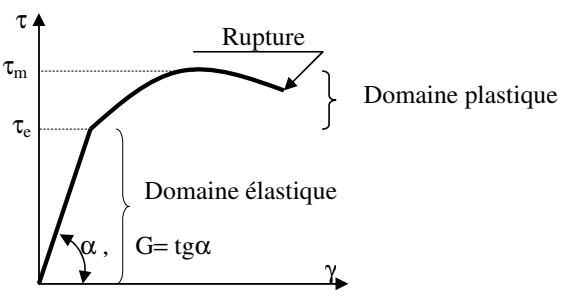 τ
Rupture
τm
Domaine plastique
τe
Domaine élastique
α , G= tgα
γ